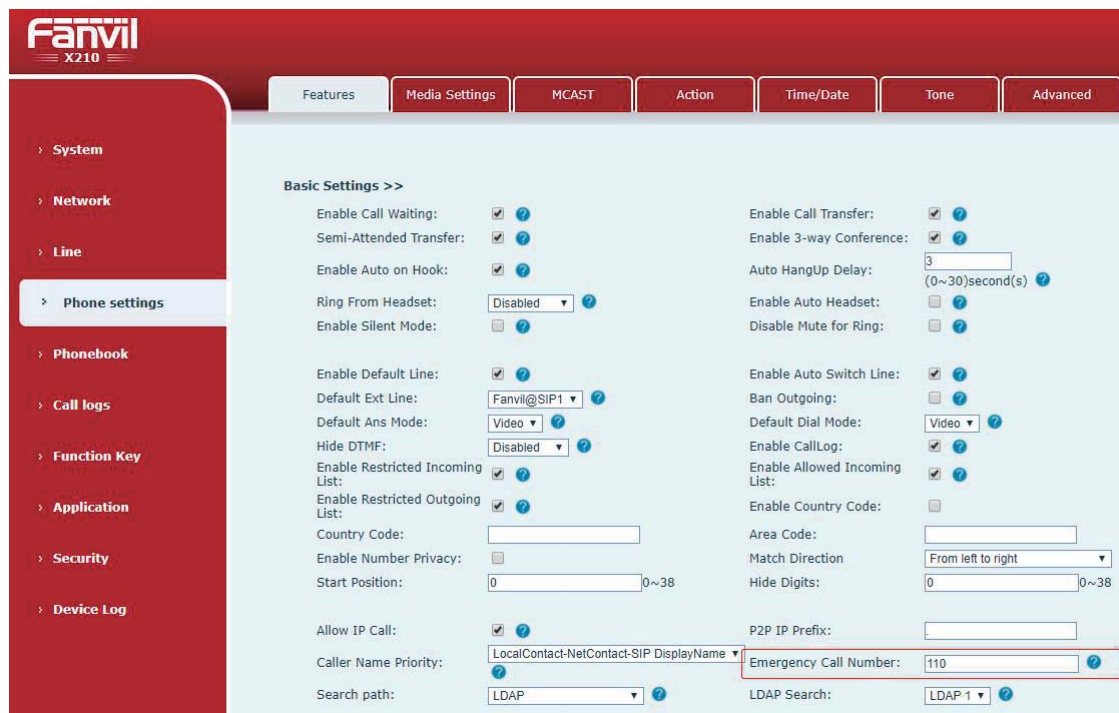 Fanvil
X210
Features Media Settings MCAST Action Time/Date Tone Advanced
› System
› Network
› Line
› Phone settings
› Phonebook
› Call logs
› Function Key
› Application
› Security
› Device Log
Basic Settings >>
Enable Call Waiting: ? Enable Call Transfer: ?
Semi-Attended Transfer: ? Enable 3-way Conference: ?
Enable Auto on Hook: ? Auto HangUp Delay: 3
(0~30)second(s) ?
Ring From Headset: Disabled ? Enable Auto Headset: ?
Enable Silent Mode: ? Disable Mute for Ring: ?
Enable Default Line: ? Enable Auto Switch Line: ?
Default Ext Line: Fanvil@SIP1 ? Ban Outgoing: ?
Default Ans Mode: Video ? Default Dial Mode: Video ?
Hide DTMF: Disabled ? Enable CallLog: ?
Enable Restricted Incoming
List: ? Enable Allowed Incoming
List: ?
Enable Restricted Outgoing
List: ? Enable Country Code:
Country Code: Area Code:
Enable Number Privacy: Match Direction From left to right
Start Position: 0 0~38 Hide Digits: 0 0~38
Allow IP Call: ? P2P IP Prefix: .
Caller Name Priority: LocalContact-NetContact-SIP DisplayName ? Emergency Call Number: 110 ?
Search path: LDAP ? LDAP Search: LDAP 1 ?